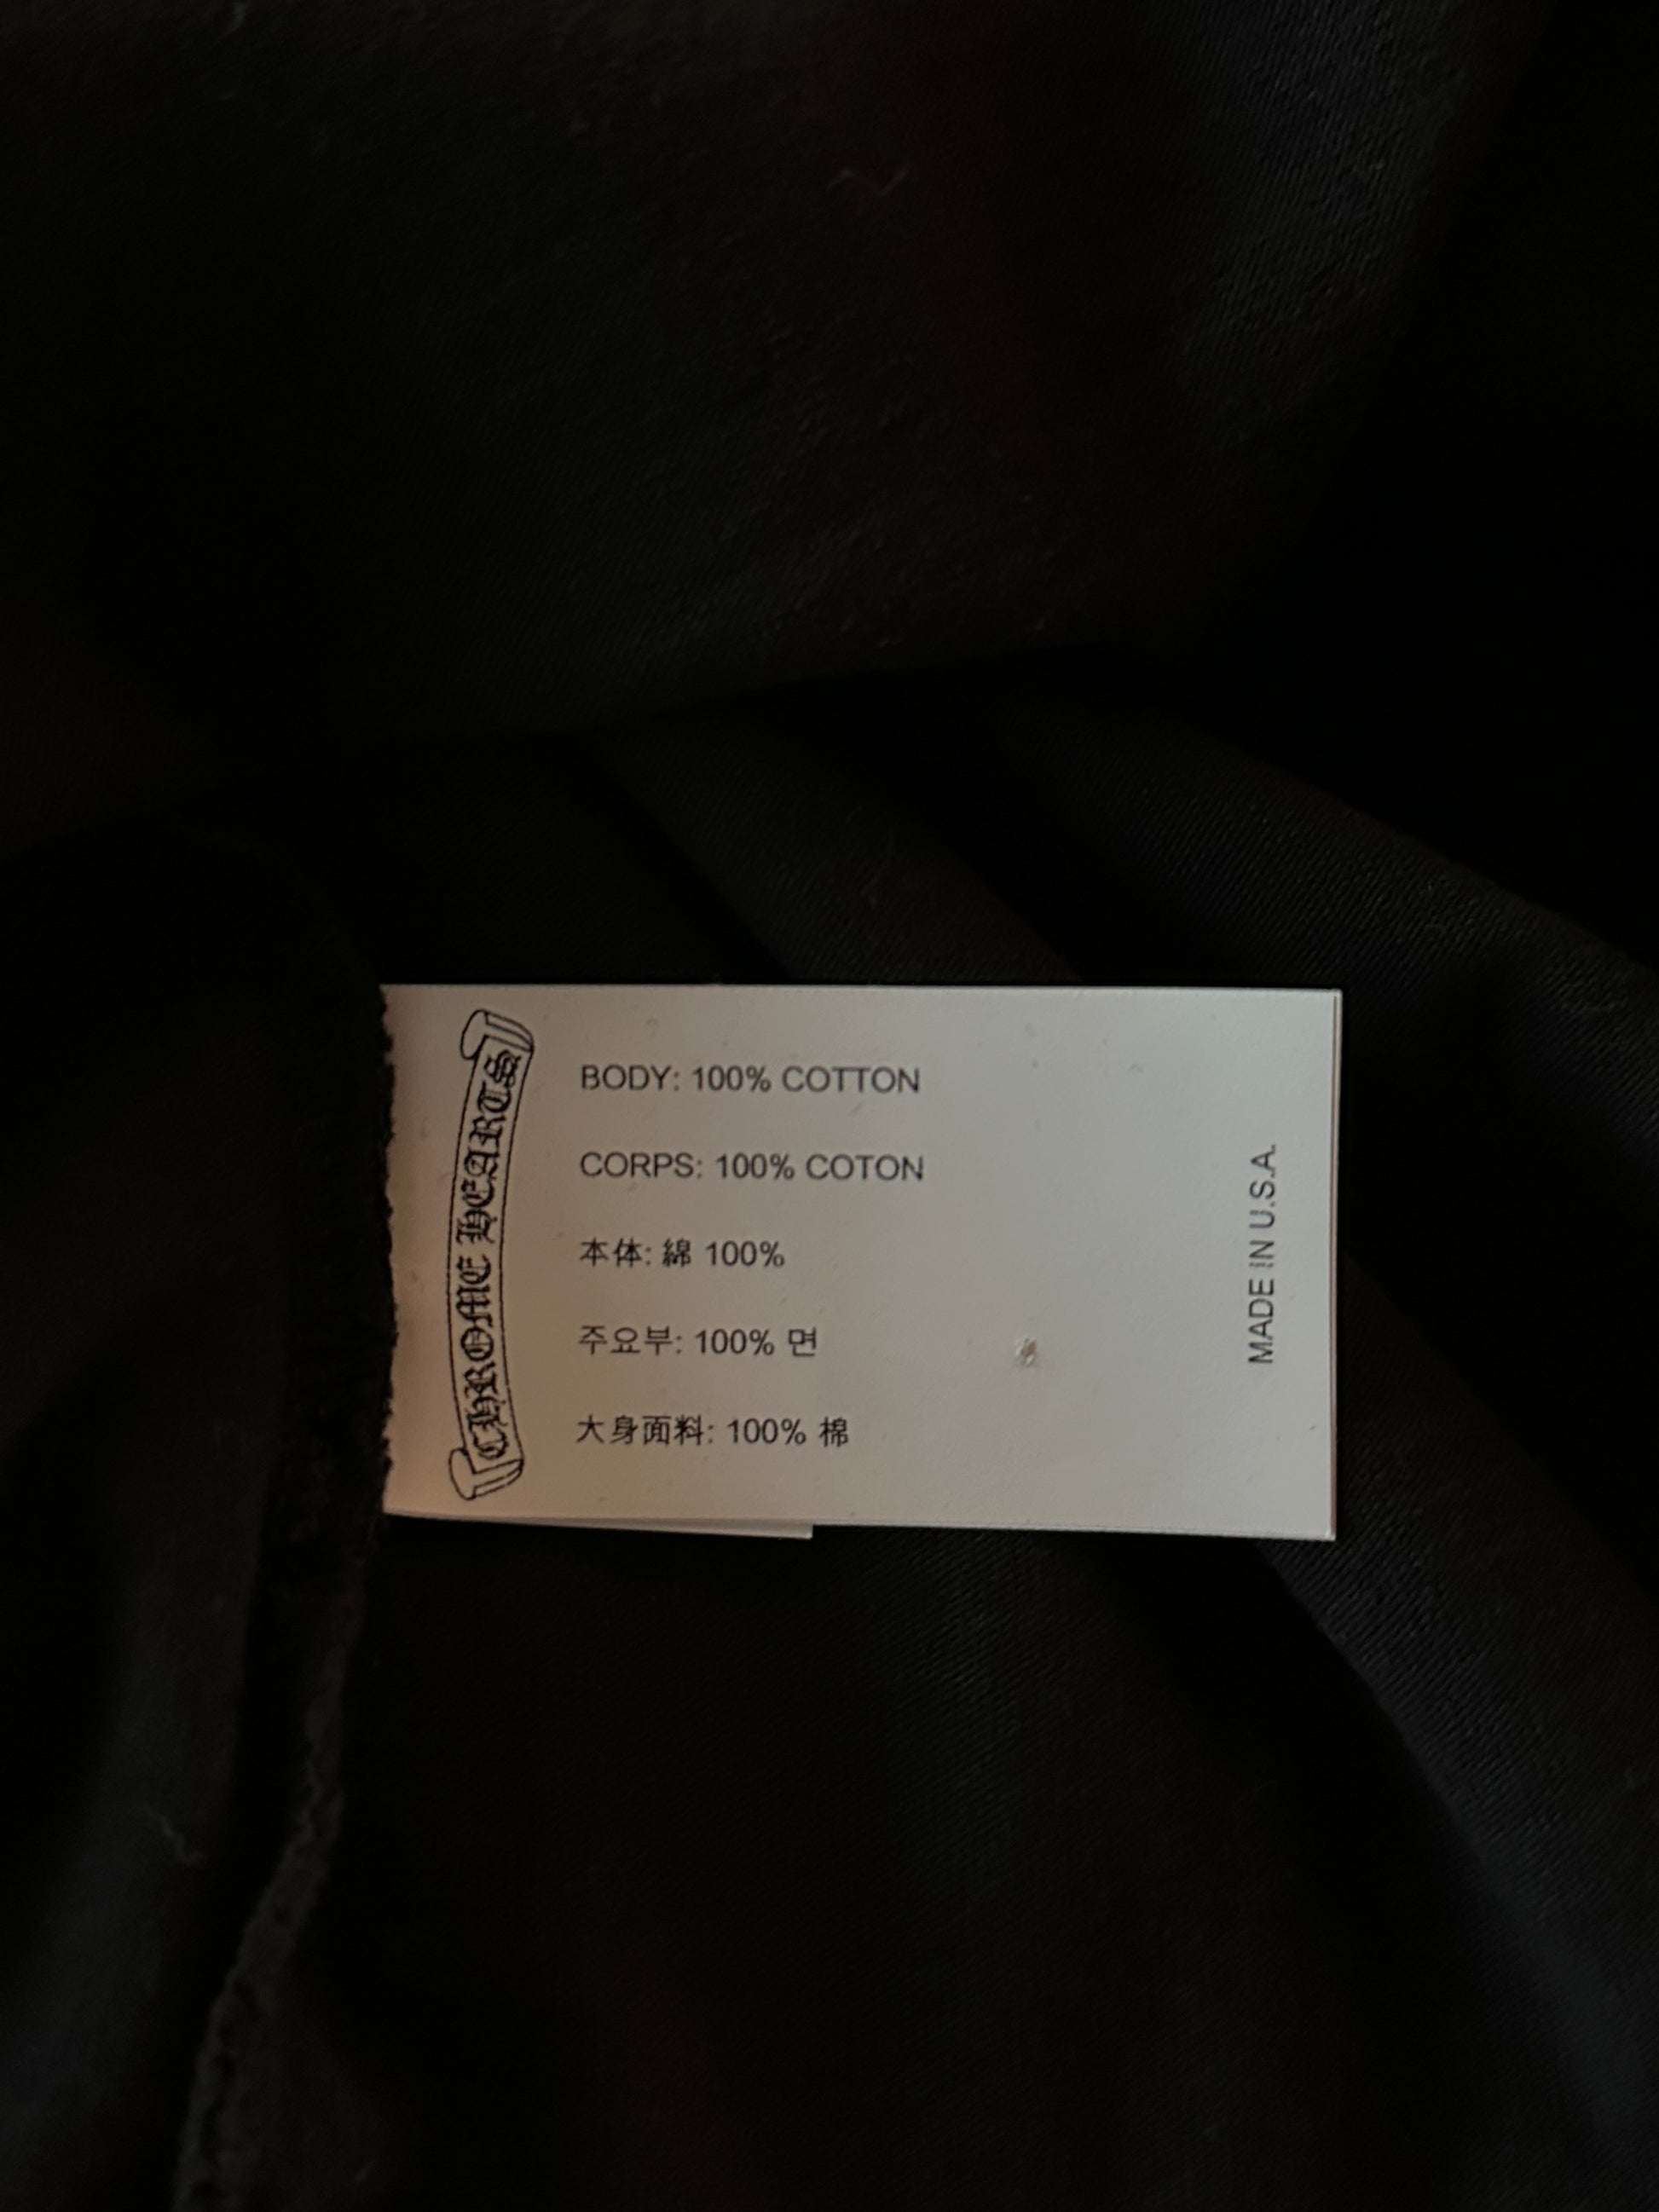 CHROME HEARTS
BODY: 100% COTTON
CORPS: 100% COTON
本体: 綿 100%
주요부: 100% 면
大身面料: 100% 棉
MADE IN U.S.A.